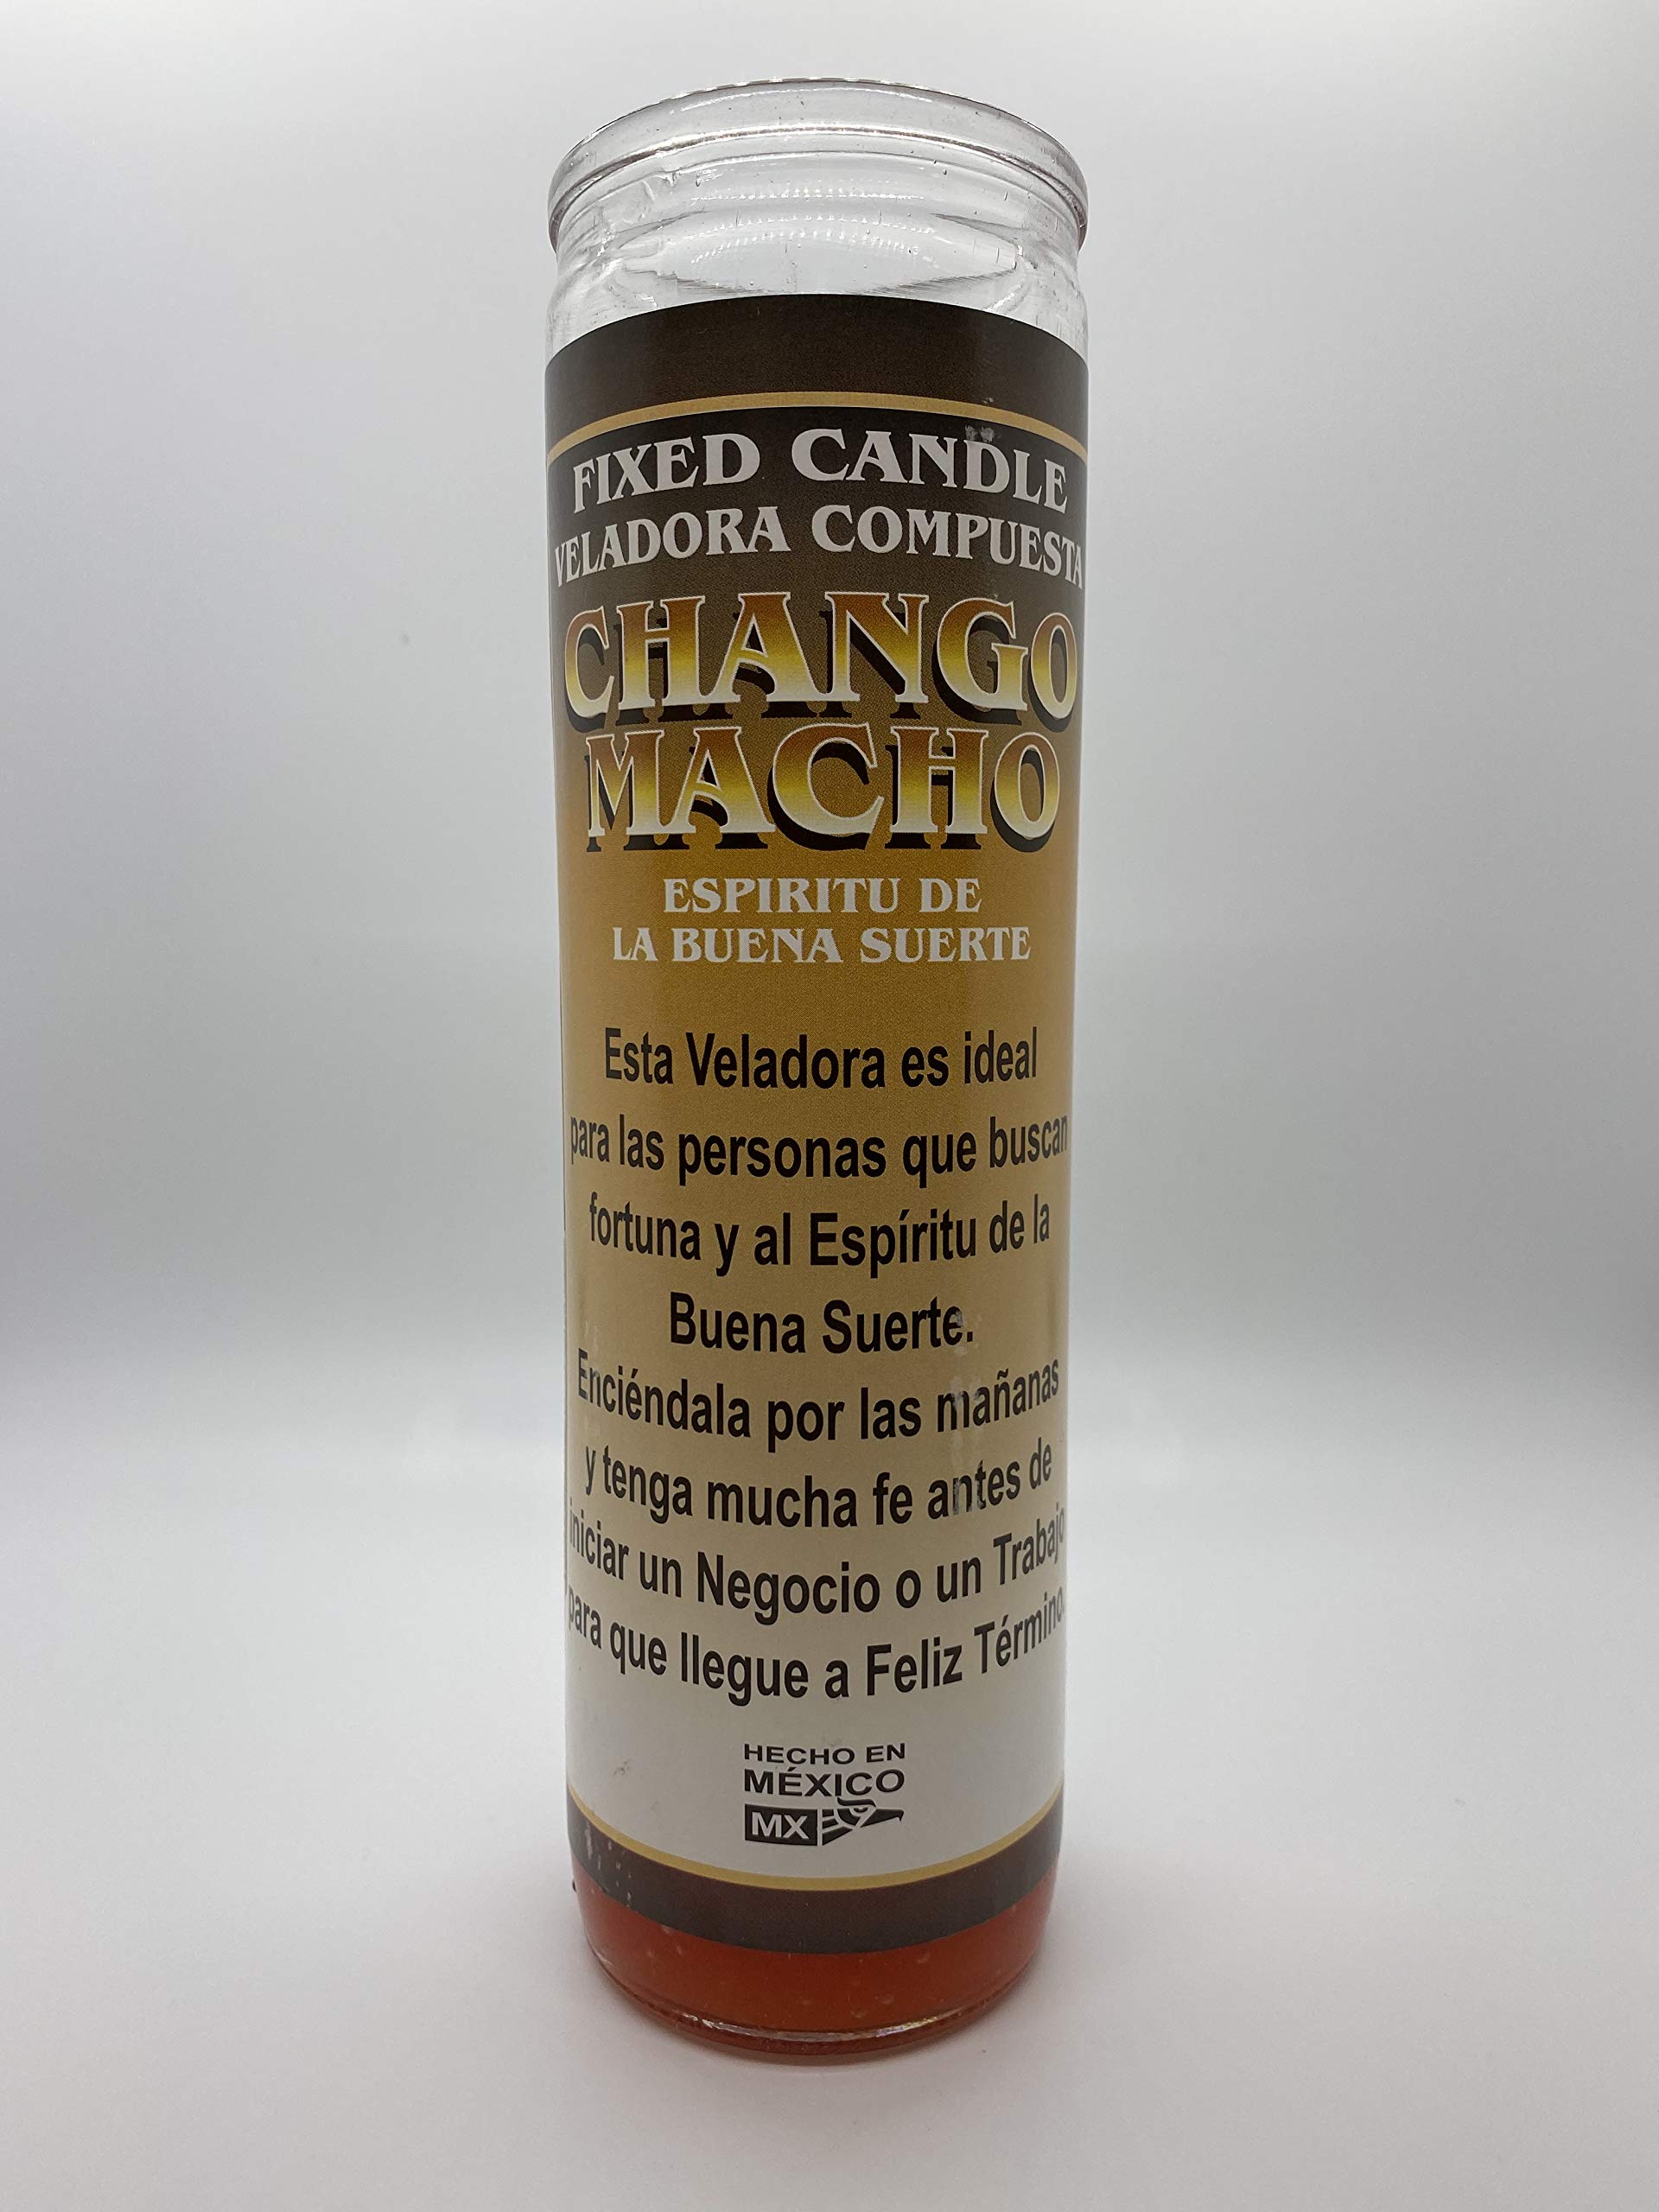 FIXED CANDLE
VELADORA COMPUESTA
CHANGO
MACHO
ESPIRITU DE
LA BUENA SUERTE
Esta Veladora es ideal
para las personas que buscan
fortuna y al Espíritu de la
Buena Suerte.
Enciéndala por las mañanas
y tenga mucha fe antes de
iniciar un Negocio o un Trabajo
para que llegue a Feliz Término.
HECHO EN
MÉXICO
MX